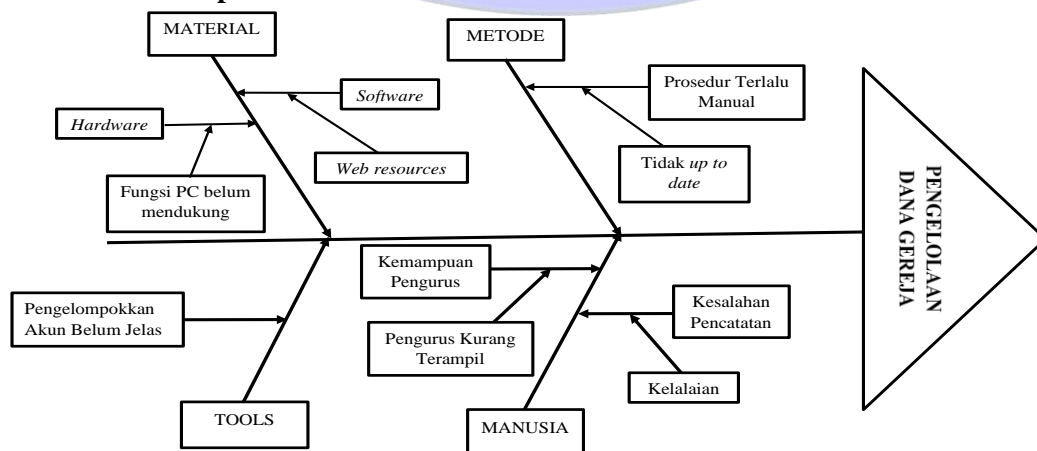 MATERIAL
METODE
Software
Prosedur Terlalu
Manual
Hardware
Web resources
Tidak up to
date
Fungsi PC belum
mendukung
PENGELOLAAN
DANA GEREJA
Kemampuan
Pengurus
Pengelompokkan
Akun Belum Jelas
Kesalahan
Pencatatan
Pengurus Kurang
Terampil
Kelalaian
TOOLS
MANUSIA